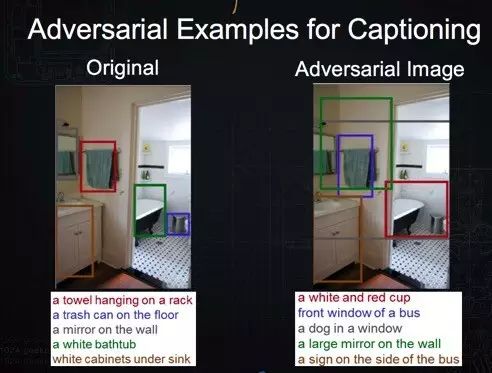 Adversarial Examples for Captioning
Original
Adversarial Image
a towel hanging on a rack
a trash can on the floor
a mirror on the wall
a white bathtub
white cabinets under sink
a white and red cup
front window of a bus
a dog in a window
a large mirror on the wall
a sign on the side of the bus